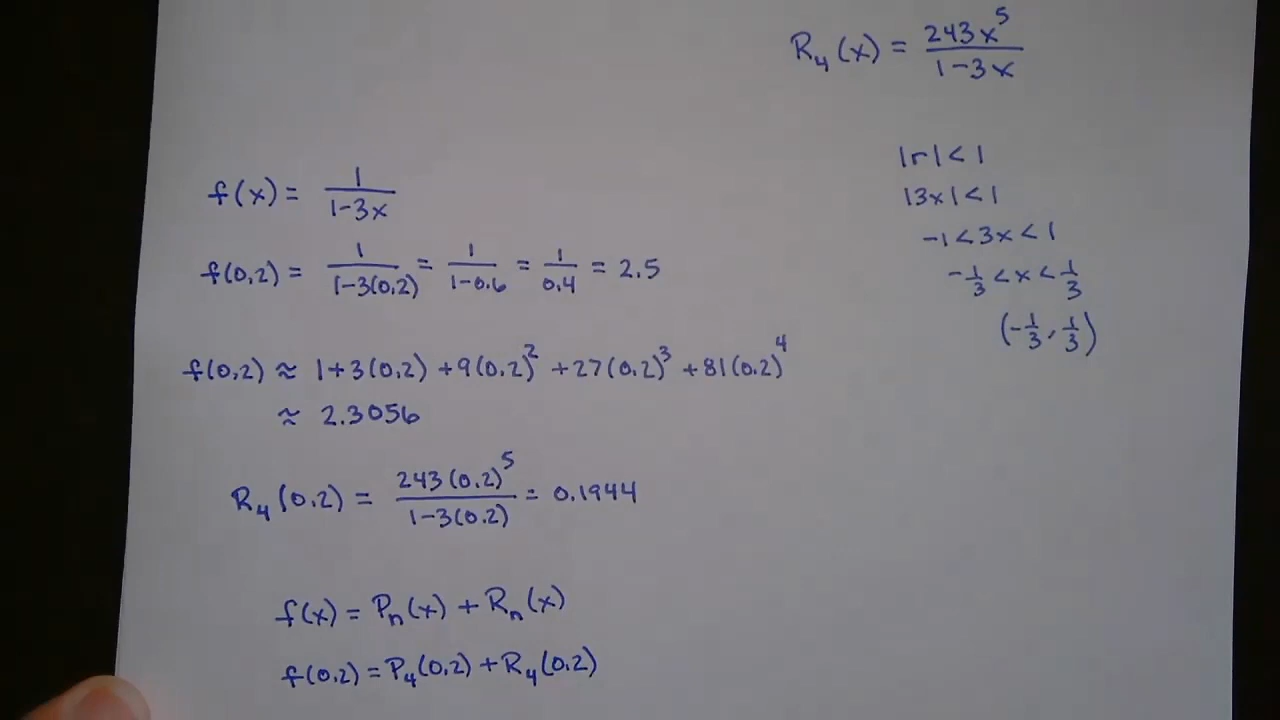 R₄(x) = 243x⁵ / (1-3x)
|r| < 1
|3x| < 1
-1 < 3x < 1
-1/3 < x < 1/3
(-1/3, 1/3)
f(x) = 1 / (1-3x)
f(0.2) = 1 / (1-3(0.2)) = 1 / (1-0.6) = 1 / 0.4 = 2.5
f(0.2) ≈ 1+3(0.2) + 9(0.2)² + 27(0.2)³ + 81(0.2)⁴
≈ 2.3056
R₄(0.2) = 243(0.2)⁵ / (1-3(0.2)) = 0.1944
f(x) = Pₙ(x) + Rₙ(x)
f(0.2) = P₄(0.2) + R₄(0.2)